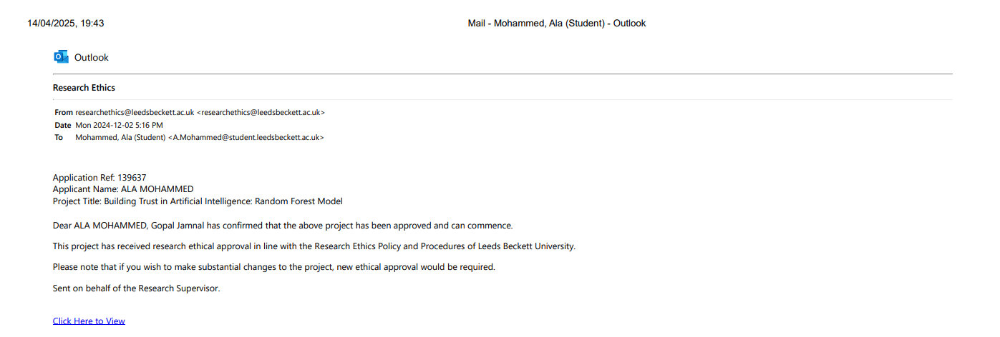 14/04/2025, 19:43 Mail - Mohammed, Ala (Student) - Outlook
Outlook
Research Ethics
From researchethics@leedsbeckett.ac.uk <researchethics@leedsbeckett.ac.uk>
Date Mon 2024-12-02 5:16 PM
To Mohammed, Ala (Student) <A.Mohammed@student.leedsbeckett.ac.uk>
Application Ref: 139637
Applicant Name: ALA MOHAMMED
Project Title: Building Trust in Artificial Intelligence: Random Forest Model
Dear ALA MOHAMMED, Gopal Jamnal has confirmed that the above project has been approved and can commence.
This project has received research ethical approval in line with the Research Ethics Policy and Procedures of Leeds Beckett University.
Please note that if you wish to make substantial changes to the project, new ethical approval would be required.
Sent on behalf of the Research Supervisor.
Click Here to View